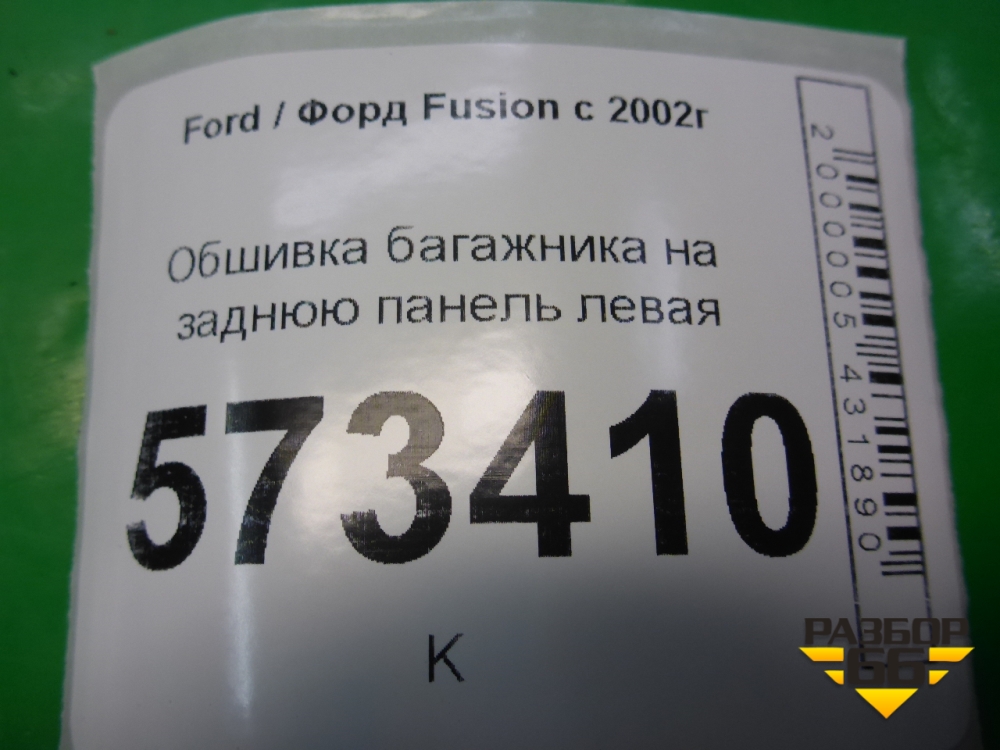 Ford / Форд Fusion с 2002г
Обшивка багажника на
заднюю панель левая
573410
К
2000005431890
РАЗБОР
66